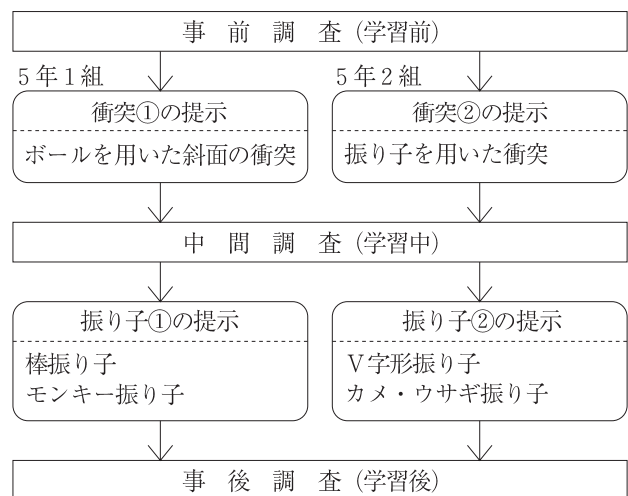 事 前 調 査 (学習前)
5年1組
5年2組
衝突①の提示
ボールを用いた斜面の衝突
衝突②の提示
振り子を用いた衝突
中 間 調 査 (学習中)
振り子①の提示
棒振り子
モンキー振り子
振り子②の提示
V字形振り子
カメ・ウサギ振り子
事 後 調 査 (学習後)